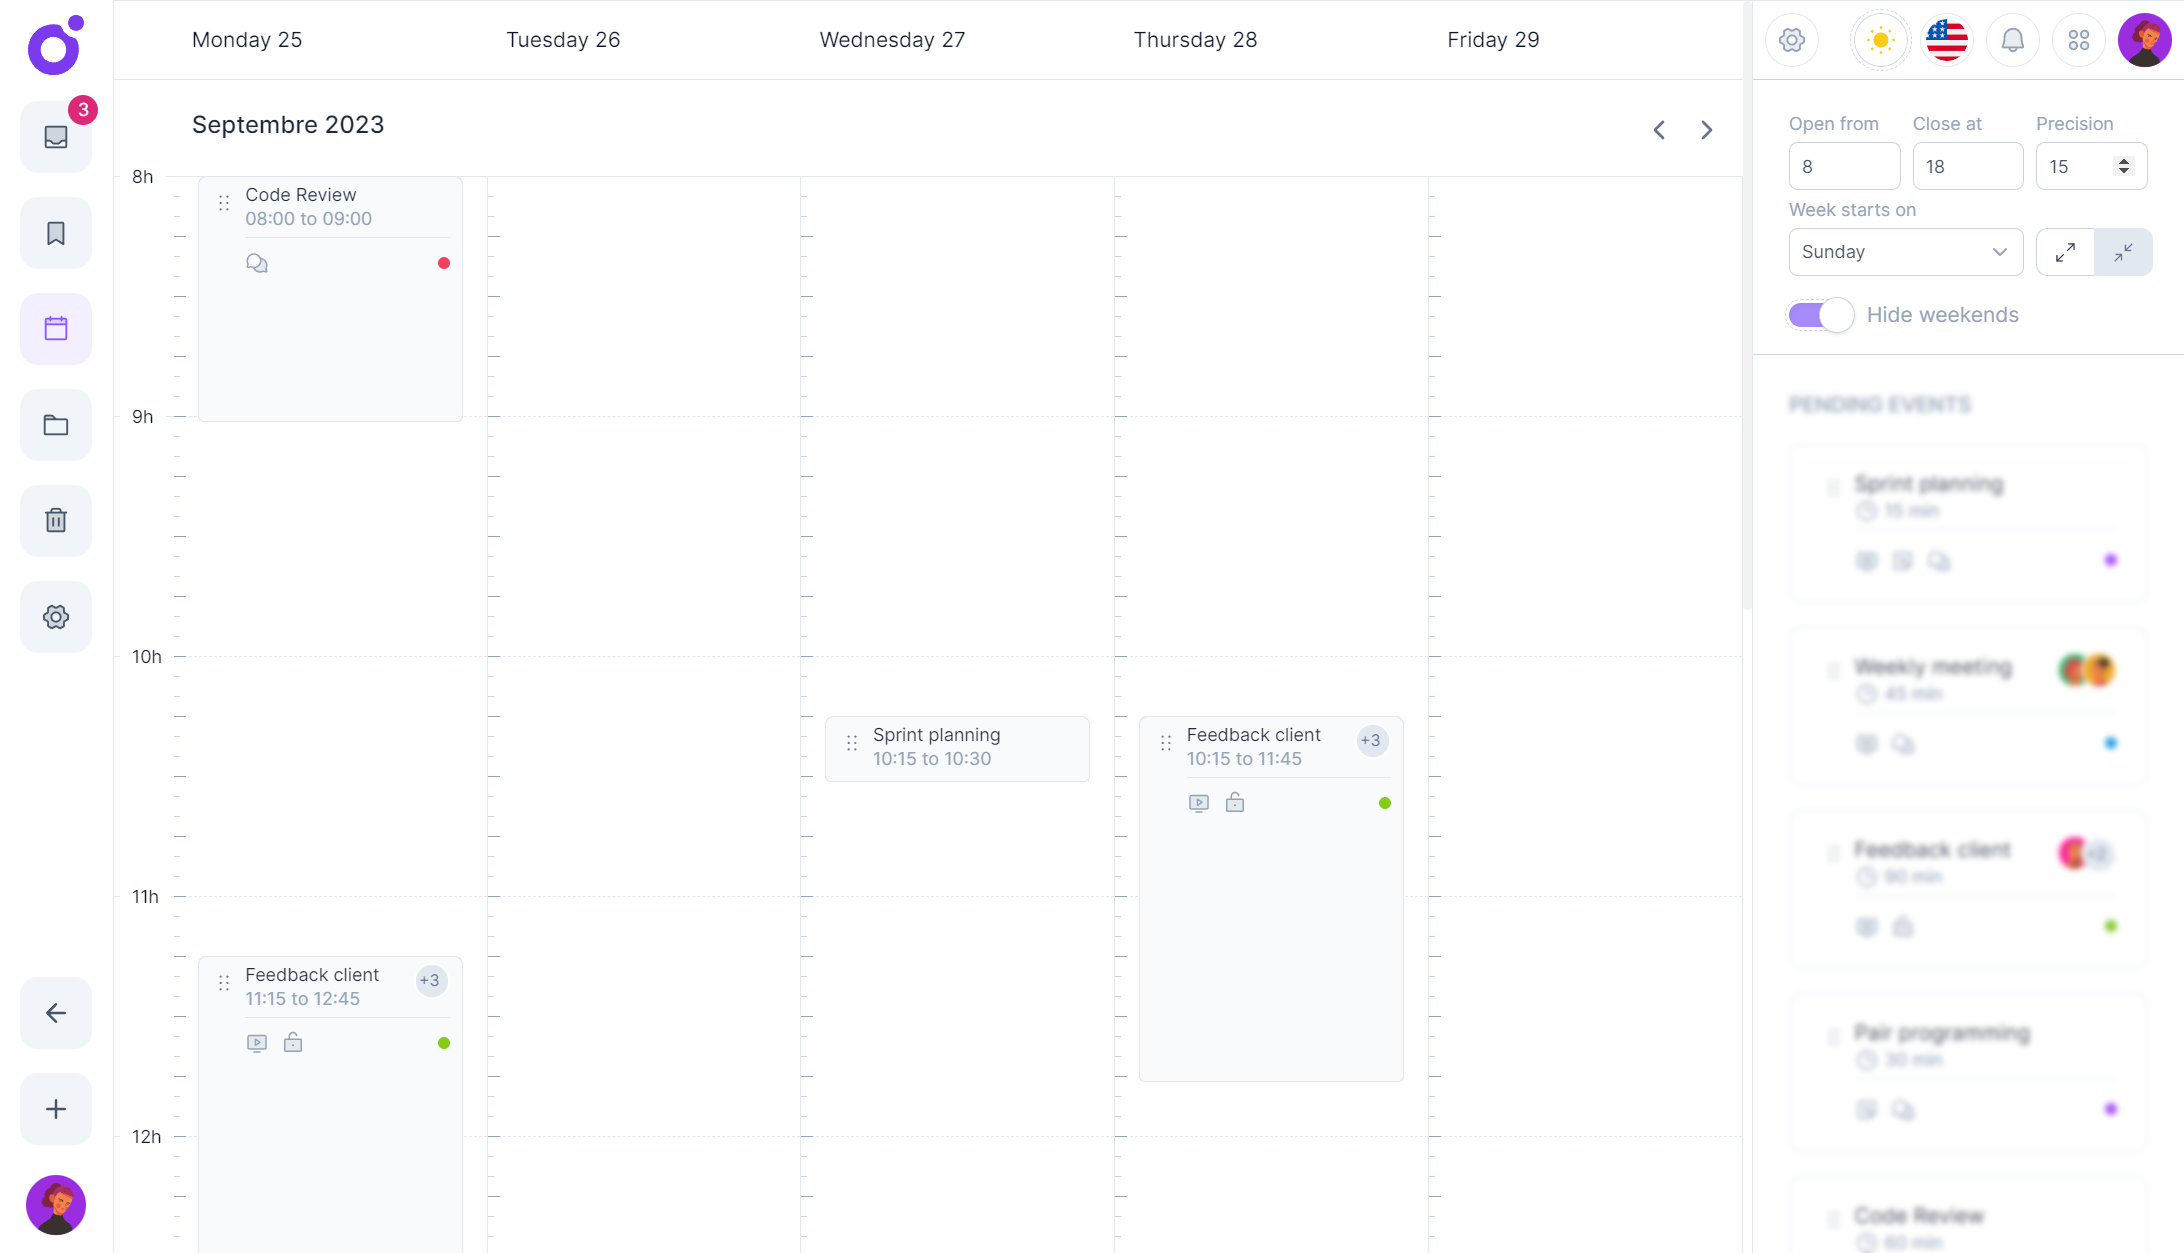 Monday 25
Tuesday 26
Wednesday 27
Thursday 28
Friday 29
3
Septembre 2023
8h
9h
10h
11h
12h
Code Review
08:00 to 09:00
Feedback client
+3
11:15 to 12:45
Sprint planning
10:15 to 10:30
Feedback client
+3
10:15 to 11:45
Open from
Close at
Precision
8
18
15
Week starts on
Sunday
Hide weekends
PENDING EVENTS
Sprint planning
15 min
Weekly meeting
45 min
Feedback client
+2
90 min
Pair programming
30 min
Code Review
60 min